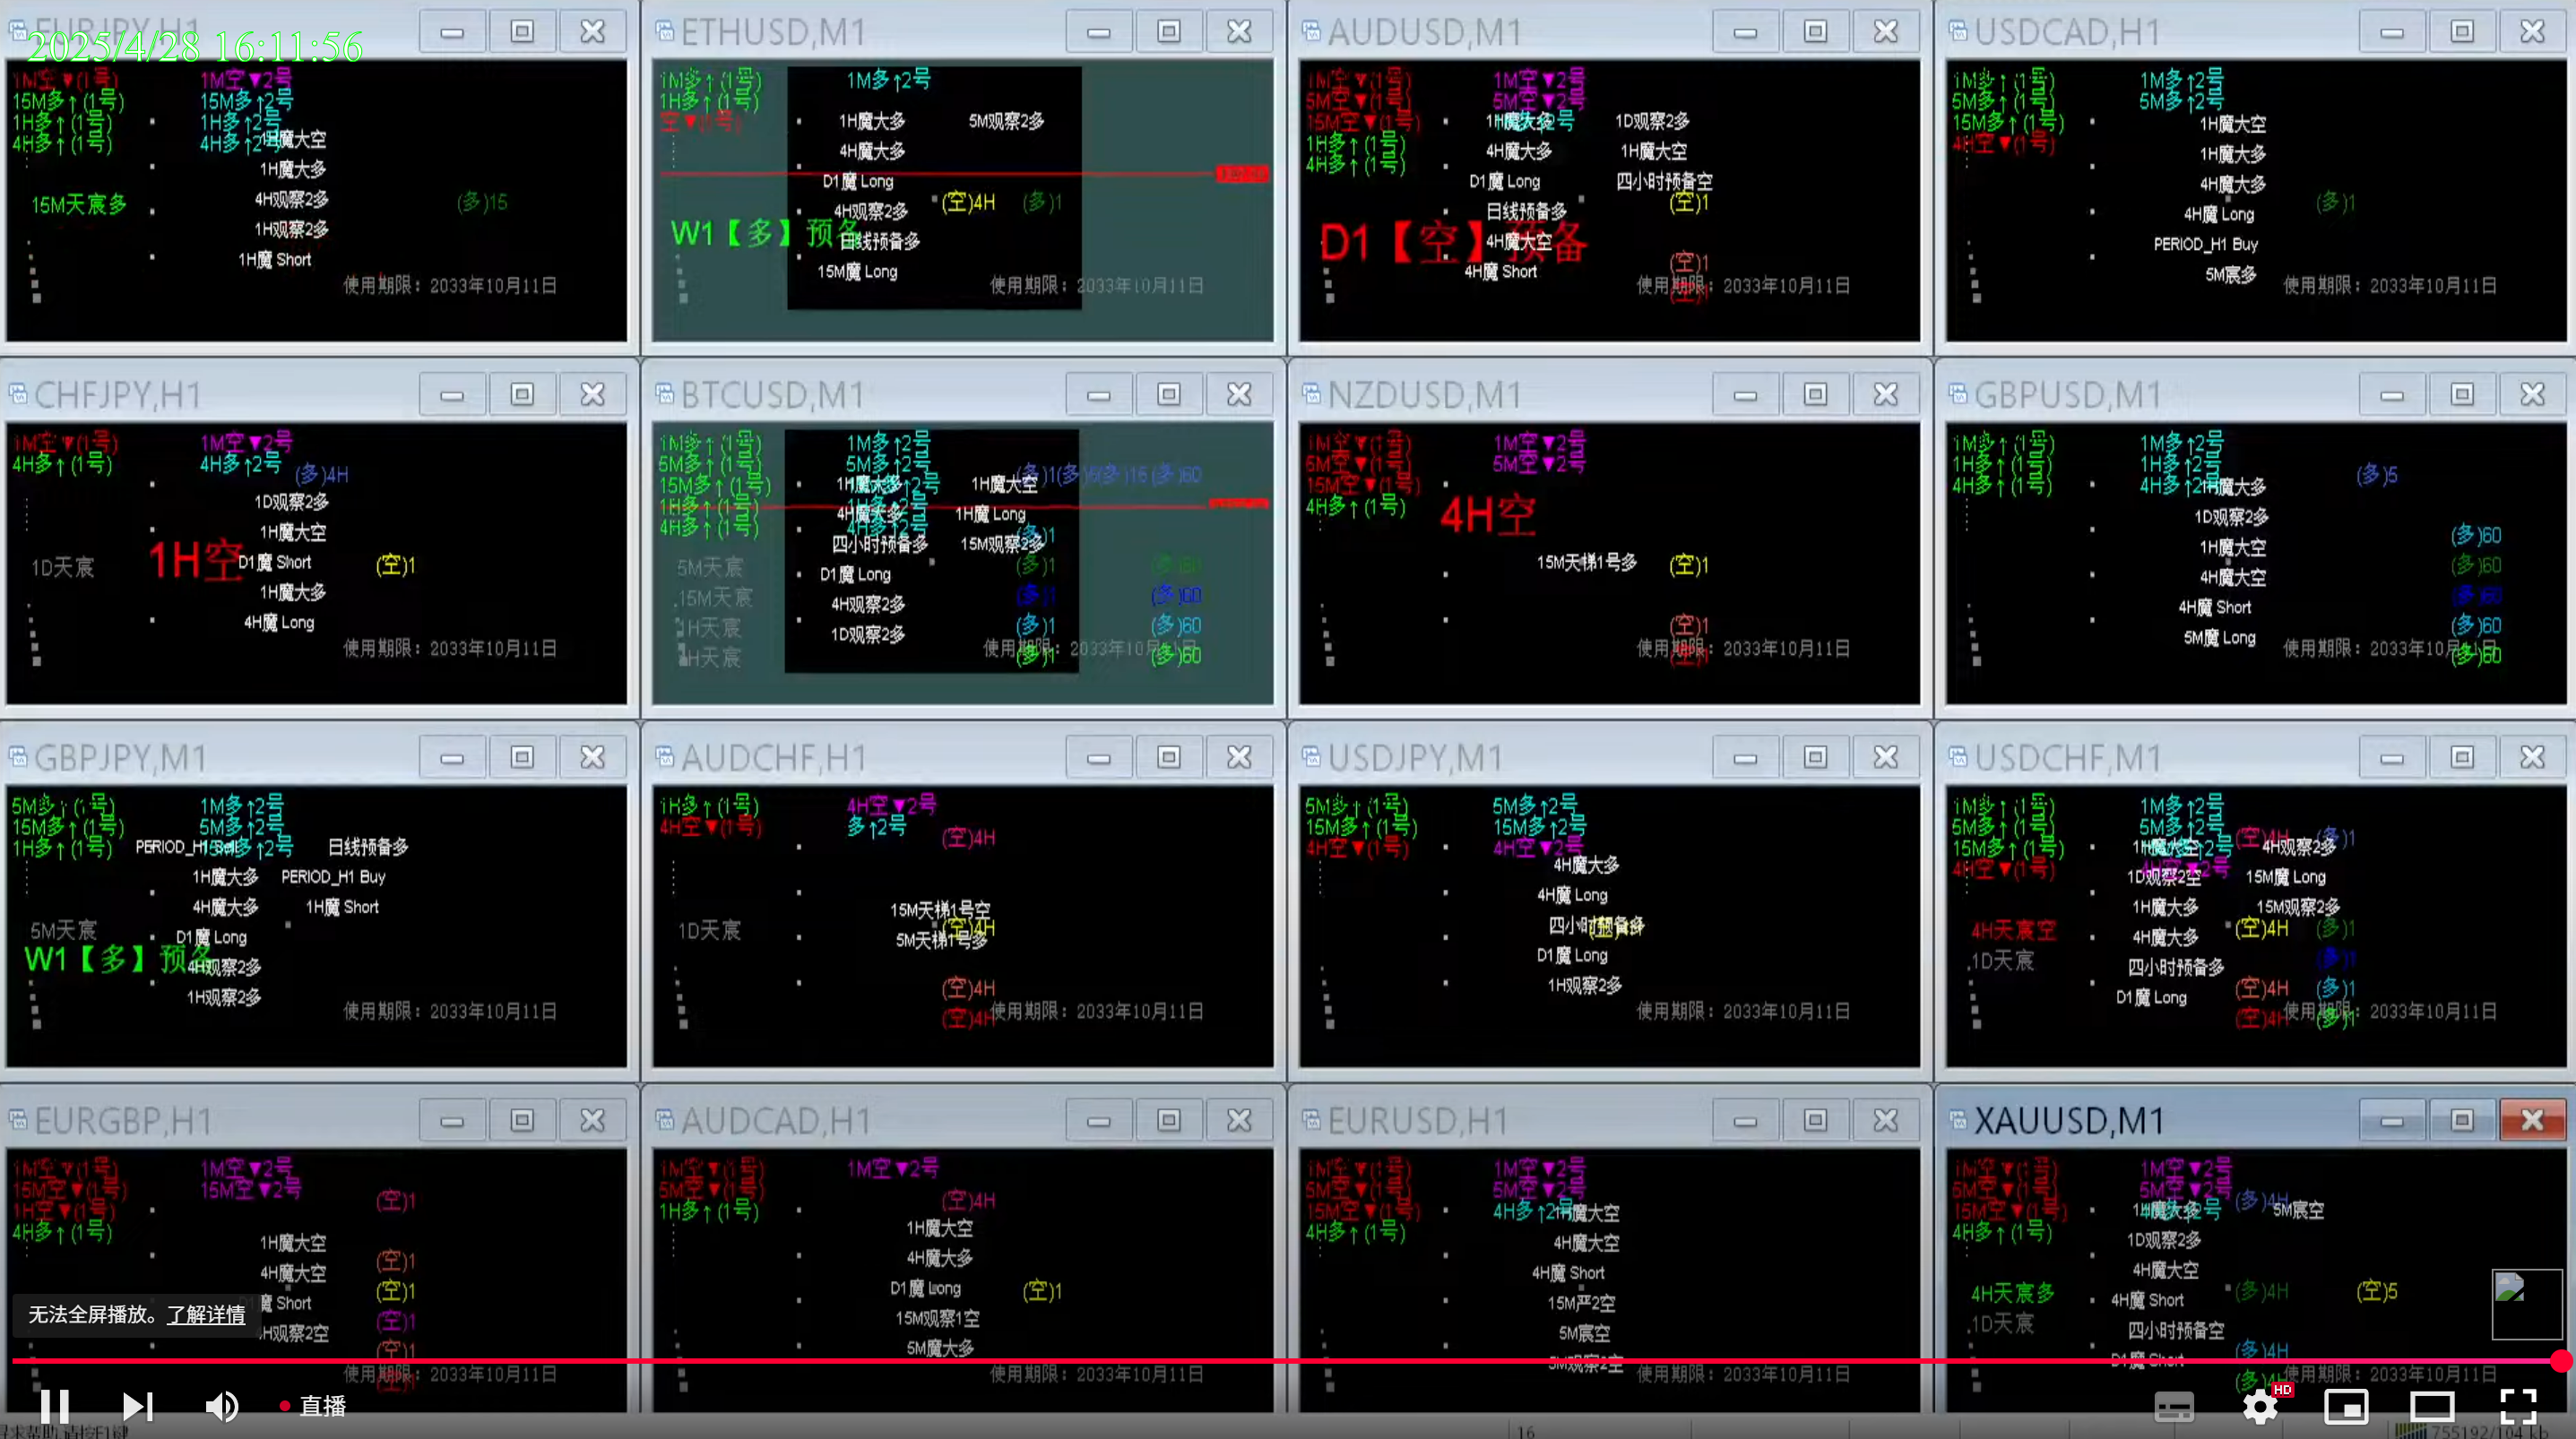 EURJPY,H1
2025/4/28 16:11:56
1M空▼(1号) 1M空▼2号
15M多↑(1号) 15M多↑2号
1H多↑(1号) 1H多↑2号
4H多↑(1号) 4H多↑2号
1H魔大空
1H魔大多
4H观察2多
15M天宸多 (多)15
1H观察2多
1H魔 Short
使用期限：2033年10月11日
ETHUSD,M1
1M多↑(1号) 1M多↑2号
1H多↑(1号)
空▼(1号) 1H魔大多 5M观察2多
4H魔大多
D1魔 Long
4H观察2多 (空)4H (多)1
W1【多】预备
日线预备多
15M魔 Long
使用期限：2033年10月11日
AUDUSD,M1
1M空▼(1号) 1M空▼2号
5M空▼(1号) 5M空▼2号
15M空▼(1号) 1H魔大多 1D观察2多
1H多↑(1号) 4H魔大多 1H魔大空
4H多↑(1号)
D1魔 Long 四小时预备空
日线预备多 (空)1
D1【空】预备
4H魔大空
4H魔 Short (空)1
使用期限：2033年10月11日
USDCAD,H1
1M多↑(1号) 1M多↑2号
5M多↑(1号) 5M多↑2号
15M多↑(1号) 1H魔大空
4H空▼(1号) 1H魔大多
4H魔大多
4H魔 Long (多)1
PERIOD_H1 Buy
5M宸多
使用期限：2033年10月11日
CHFJPY,H1
1M空▼(1号) 1M空▼2号
4H多↑(1号) 4H多↑2号 (多)4H
1D观察2多
1H魔大空
1D天宸 1H空 D1魔 Short (空)1
1H魔大多
4H魔 Long
使用期限：2033年10月11日
BTCUSD,M1
1M多↑(1号) 1M多↑2号
5M多↑(1号) 5M多↑2号
15M多↑(1号) 1H魔大多 1H魔大空 (多)15 (多)60
1H多↑(1号) 4H魔大多 1H魔 Long
4H多↑(1号) 4H多↑2号 (多)1
四小时预备多 15M观察2多
5M天宸 D1魔 Long (多)1 (多)60
15M天宸 4H观察2多 (多)1 (多)60
1H天宸 1D观察2多 (多)1 (多)60
4H天宸 (多)1 (多)60
使用期限：2033年10月11日
NZDUSD,M1
1M空▼(1号) 1M空▼2号
5M空▼(1号) 5M空▼2号
15M空▼(1号)
4H多↑(1号) 4H空
15M天梯1号多 (空)1
(空)1
(空)1
使用期限：2033年10月11日
GBPUSD,M1
1M多↑(1号) 1M多↑2号
1H多↑(1号) 1H多↑2号
4H多↑(1号) 4H多↑2号 1H魔大多 (多)5
1D观察2多
1H魔大空 (多)60
4H魔大空 (多)60
4H魔 Short (多)60
5M魔 Long (多)60
(多)60
使用期限：2033年10月11日
GBPJPY,M1
5M多↑(1号) 1M多↑2号
15M多↑(1号) 5M多↑2号
1H多↑(1号) PERIOD_H1 Sell 15M多↑2号 日线预备多
1H魔大多 PERIOD_H1 Buy
4H魔大多 1H魔 Short
5M天宸 D1魔 Long
W1【多】预备
4H观察2多
1H观察2多
使用期限：2033年10月11日
AUDCHF,H1
1H多↑(1号) 4H空▼2号
4H空▼(1号) 多↑2号 (空)4H
15M天梯1号空
1D天宸 (空)4H
5M天梯1号多
(空)4H
(空)4H
使用期限：2033年10月11日
USDJPY,M1
5M多↑(1号) 5M多↑2号
15M多↑(1号) 15M多↑2号
4H空▼(1号) 4H空▼2号
4H魔大多
4H魔 Long
四小时预备多
D1魔 Long
1H观察2多
使用期限：2033年10月11日
USDCHF,M1
1M多↑(1号) 1M多↑2号
5M多↑(1号) 5M多↑2号 (空)4H (多)1
15M多↑(1号) 1H魔大空 4H观察2多
4H空▼(1号) 4H空▼2号
1D观察2空 15M魔 Long
1H魔大多 15M观察2多
4H天宸空 4H魔大多 (空)4H (多)1
1D天宸 四小时预备多 (多)1
D1魔 Long (空)4H (多)1
(空)4H (多)1
使用期限：2033年10月11日
EURGBP,H1
1M空▼(1号) 1M空▼2号
15M空▼(1号) 15M空▼2号 (空)1
1H空▼(1号)
4H多↑(1号) 1H魔大空 (空)1
4H魔大空 (空)1
魔 Short (空)1
4H观察2空 (空)1
使用期限：2033年10月11日
AUDCAD,H1
1M空▼(1号) 1M空▼2号
5M空▼(1号) (空)4H
1H多↑(1号) 1H魔大空
4H魔大多
D1魔 Long (空)1
15M观察1空
5M魔大多
使用期限：2033年10月11日
EURUSD,H1
1M空▼(1号) 1M空▼2号
5M空▼(1号) 5M空▼2号
15M空▼(1号) 4H多↑2号 1H魔大空
4H多↑(1号) 4H魔大空
4H魔 Short
15M严2空
5M宸空
5M观察2空
使用期限：2033年10月11日
XAUUSD,M1
1M空▼(1号) 1M空▼2号
5M空▼(1号) 5M空▼2号 (多)4H
15M空▼(1号) 1H魔大多 5M宸空
4H多↑(1号) 1D观察2多
4H魔大空
4H天宸多 4H魔 Short (多)4H (空)5
1D天宸 四小时预备空
D1魔 Short (多)4H
(多)4H
使用期限：2033年10月11日
无法全屏播放。了解详情
直播
HD
16
755192/104 kb